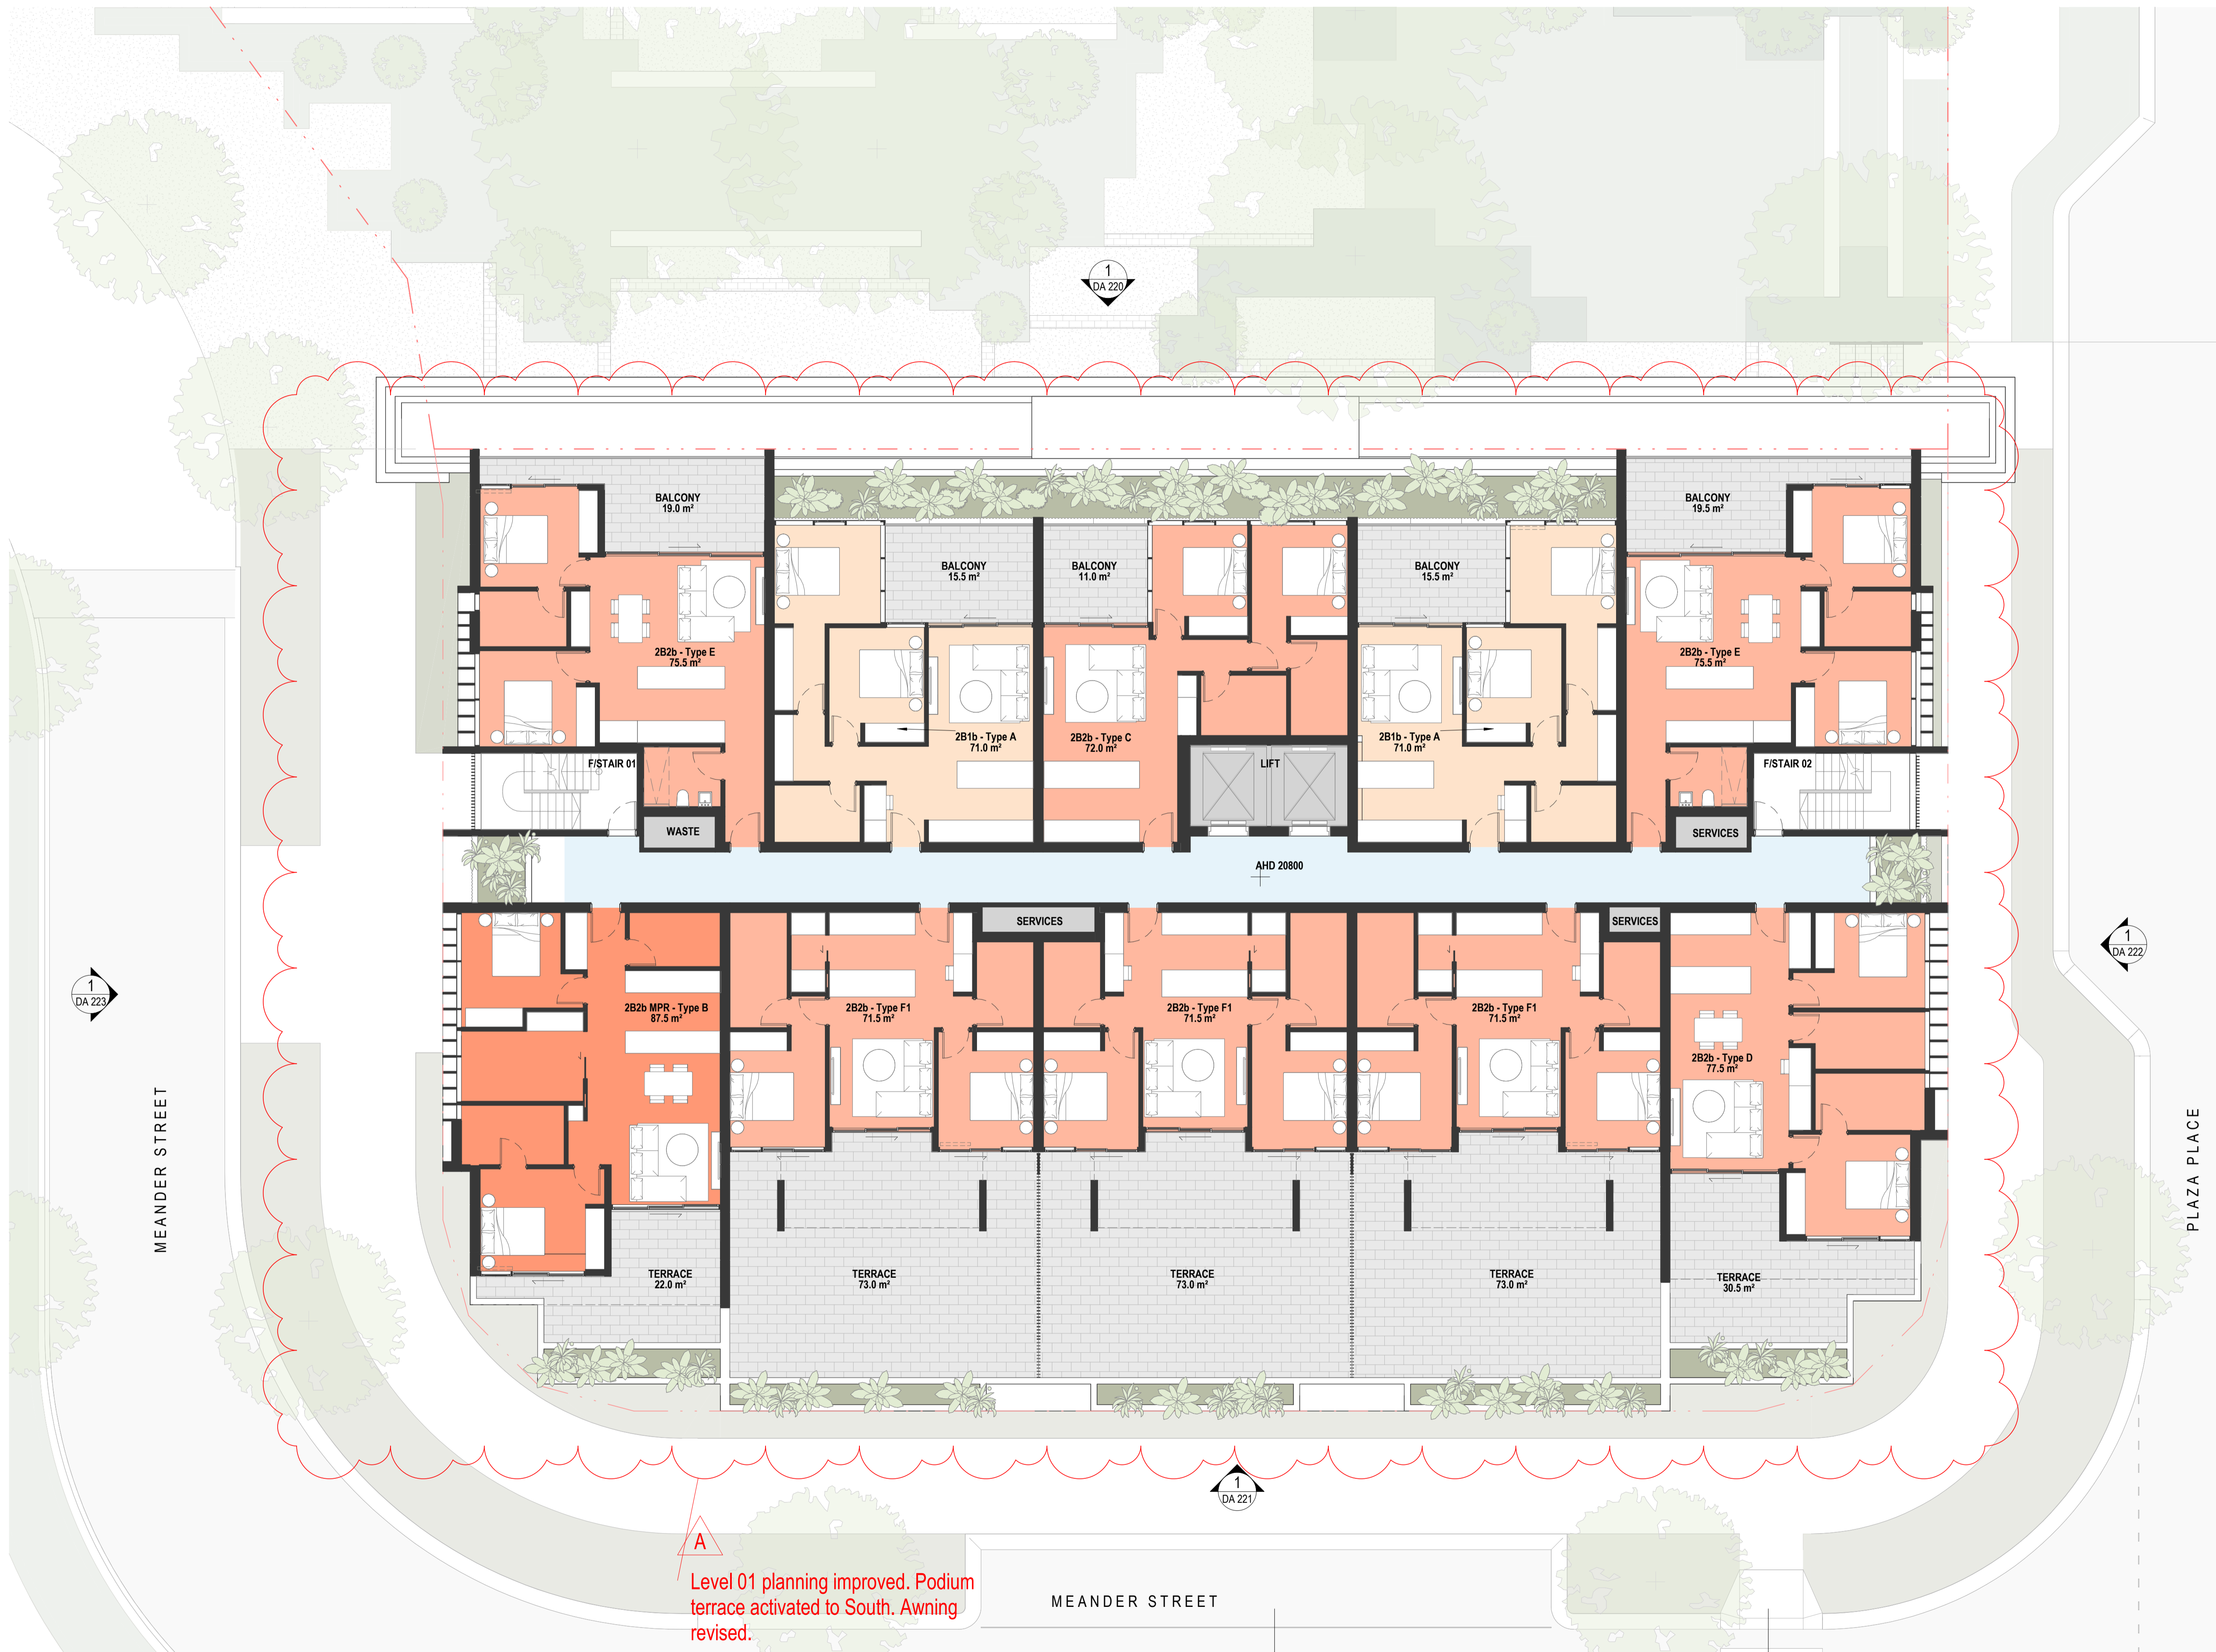 1
DA 220
BALCONY
19.0 m²
BALCONY
19.5 m²
BALCONY
15.5 m²
BALCONY
11.0 m²
BALCONY
15.5 m²
2B2b - Type E
75.5 m²
2B2b - Type E
75.5 m²
2B1b - Type A
71.0 m²
2B2b - Type C
72.0 m²
2B1b - Type A
71.0 m²
F/STAIR 01
LIFT
F/STAIR 02
WASTE
SERVICES
AHD 20800
SERVICES
SERVICES
1
DA 222
1
DA 223
2B2b MPR - Type B
87.5 m²
2B2b - Type F1
71.5 m²
2B2b - Type F1
71.5 m²
2B2b - Type F1
71.5 m²
2B2b - Type D
77.5 m²
MEANDER STREET
PLAZA PLACE
TERRACE
22.0 m²
TERRACE
73.0 m²
TERRACE
73.0 m²
TERRACE
73.0 m²
TERRACE
30.5 m²
1
DA 221
A
Level 01 planning improved. Podium
terrace activated to South. Awning
revised.
MEANDER STREET